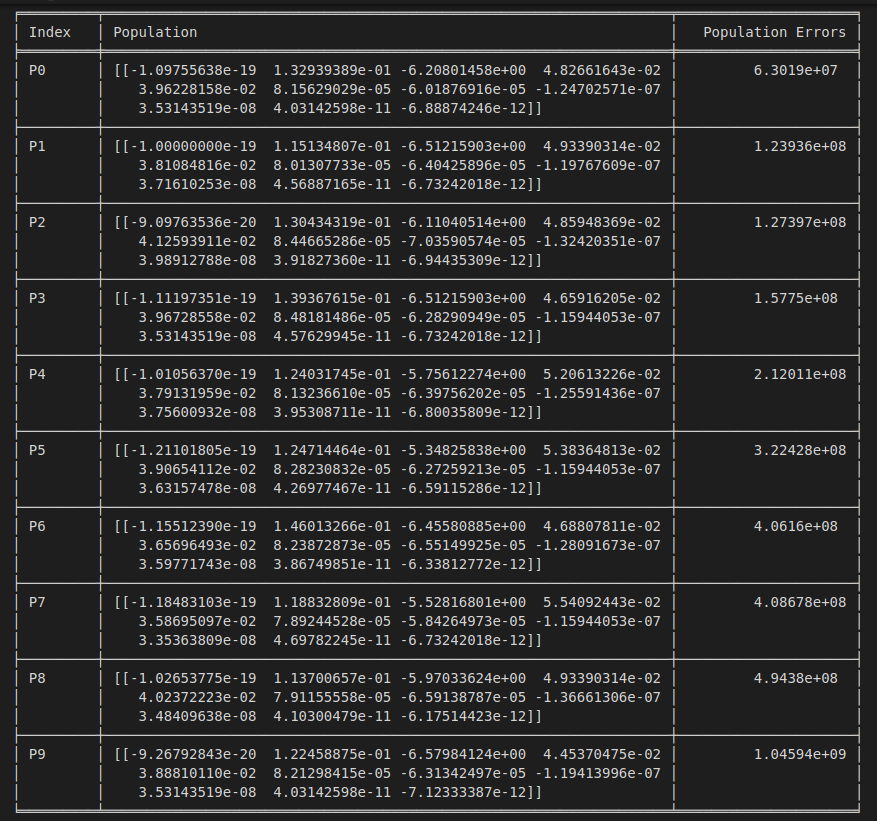 Index Population Population Errors
P0 [[-1.09755638e-19 1.32939389e-01 -6.20801458e+00 4.82661643e-02 6.3019e+07
3.96228158e-02 8.15629029e-05 -6.01876916e-05 -1.24702571e-07
3.53143519e-08 4.03142598e-11 -6.88874246e-12]]
P1 [[-1.00000000e-19 1.15134807e-01 -6.51215903e+00 4.93390314e-02 1.23936e+08
3.81084816e-02 8.01307733e-05 -6.40425896e-05 -1.19767609e-07
3.71610253e-08 4.56887165e-11 -6.73242018e-12]]
P2 [[-9.09763536e-20 1.30434319e-01 -6.11040514e+00 4.85948369e-02 1.27397e+08
4.12593911e-02 8.44665286e-05 -7.03590574e-05 -1.32420351e-07
3.98912788e-08 3.91827360e-11 -6.94435309e-12]]
P3 [[-1.11197351e-19 1.39367615e-01 -6.51215903e+00 4.65916205e-02 1.5775e+08
3.96728558e-02 8.48181486e-05 -6.28290949e-05 -1.15944053e-07
3.53143519e-08 4.57629945e-11 -6.73242018e-12]]
P4 [[-1.01056370e-19 1.24031745e-01 -5.75612274e+00 5.20613226e-02 2.12011e+08
3.79131959e-02 8.13236610e-05 -6.39756202e-05 -1.25591436e-07
3.75600932e-08 3.95308711e-11 -6.80035809e-12]]
P5 [[-1.21101805e-19 1.24714464e-01 -5.34825838e+00 5.38364813e-02 3.22428e+08
3.90654112e-02 8.28230832e-05 -6.27259213e-05 -1.15944053e-07
3.63157478e-08 4.26977467e-11 -6.59115286e-12]]
P6 [[-1.15512390e-19 1.46013266e-01 -6.45580885e+00 4.68807811e-02 4.0616e+08
3.65696493e-02 8.23872873e-05 -6.55149925e-05 -1.28091673e-07
3.59771743e-08 3.86749851e-11 -6.33812772e-12]]
P7 [[-1.18483103e-19 1.18832809e-01 -5.52816801e+00 5.54092443e-02 4.08678e+08
3.58695097e-02 7.89244528e-05 -5.84264973e-05 -1.15944053e-07
3.35363809e-08 4.69782245e-11 -6.73242018e-12]]
P8 [[-1.02653775e-19 1.13700657e-01 -5.97033624e+00 4.93390314e-02 4.9438e+08
4.02372223e-02 7.91155558e-05 -6.59138787e-05 -1.36661306e-07
3.48409638e-08 4.10300479e-11 -6.17514423e-12]]
P9 [[-9.26792843e-20 1.22458875e-01 -6.57984124e+00 4.45370475e-02 1.04594e+09
3.88810110e-02 8.21298415e-05 -6.31342497e-05 -1.19413996e-07
3.53143519e-08 4.03142598e-11 -7.12333387e-12]]